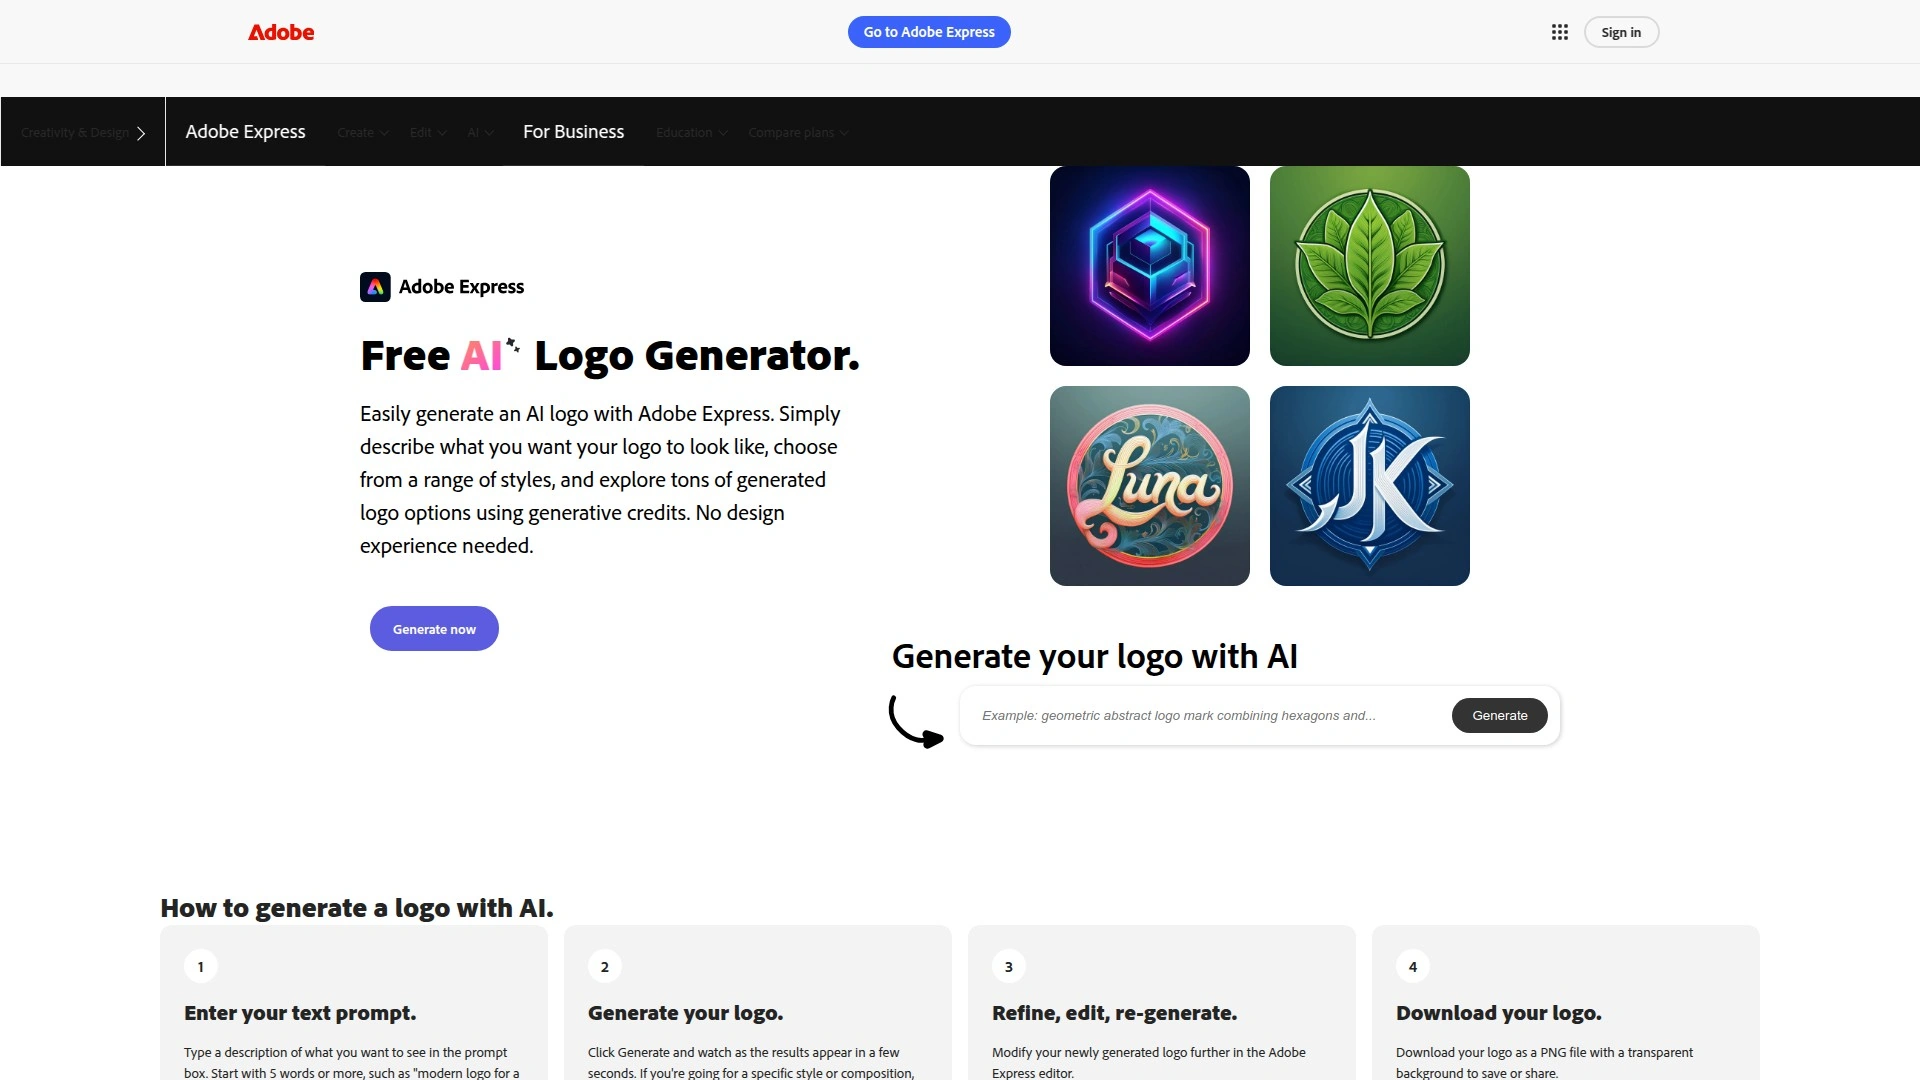 Adobe
Go to Adobe Express
Sign in
Creativity & Design
Adobe Express
Create
Edit
AI
For Business
Education
Compare plans
Adobe Express
Free AI Logo Generator.
Easily generate an AI logo with Adobe Express. Simply
describe what you want your logo to look like, choose
from a range of styles, and explore tons of generated
logo options using generative credits. No design
experience needed.
Generate now
Luna
JK
Generate your logo with AI
Example: geometric abstract logo mark combining hexagons and...
Generate
How to generate a logo with AI.
1
Enter your text prompt.
Type a description of what you want to see in the prompt
box. Start with 5 words or more, such as "modern logo for a
2
Generate your logo.
Click Generate and watch as the results appear in a few
seconds. If you're going for a specific style or composition,
3
Refine, edit, re-generate.
Modify your newly generated logo further in the Adobe
Express editor.
4
Download your logo.
Download your logo as a PNG file with a transparent
background to save or share.